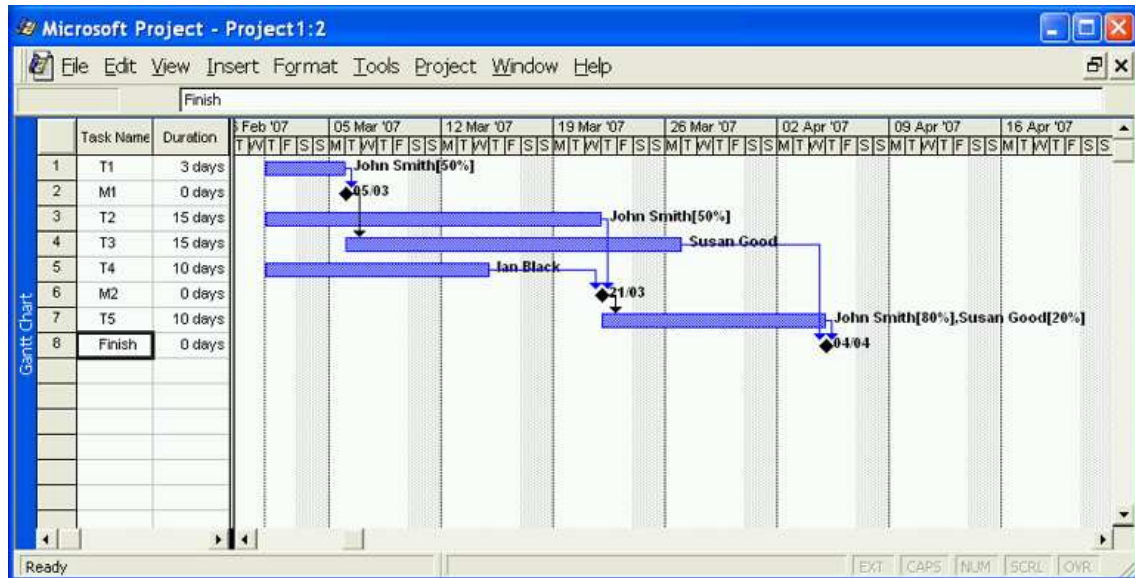 Microsoft Project - Project1:2
File Edit View Insert Format Tools Project Window Help
Finish
Task Name Duration Feb '07 05 Mar '07 12 Mar '07 19 Mar '07 26 Mar '07 02 Apr '07 09 Apr '07 16 Apr '07
T W T F S S M T W T F S S M T W T F S S M T W T F S S M T W T F S S M T W T F S S M T W T F S S M T W T F S S
1 T1 3 days John Smith[50%]
2 M1 0 days 05/03
3 T2 15 days John Smith[50%]
4 T3 15 days Susan Good
5 T4 10 days Ian Black
6 M2 0 days 21/03
7 T5 10 days John Smith[80%],Susan Good[20%]
8 Finish 0 days 04/04
Gantt Chart
Ready EXT CAPS NUM SCRL OVR